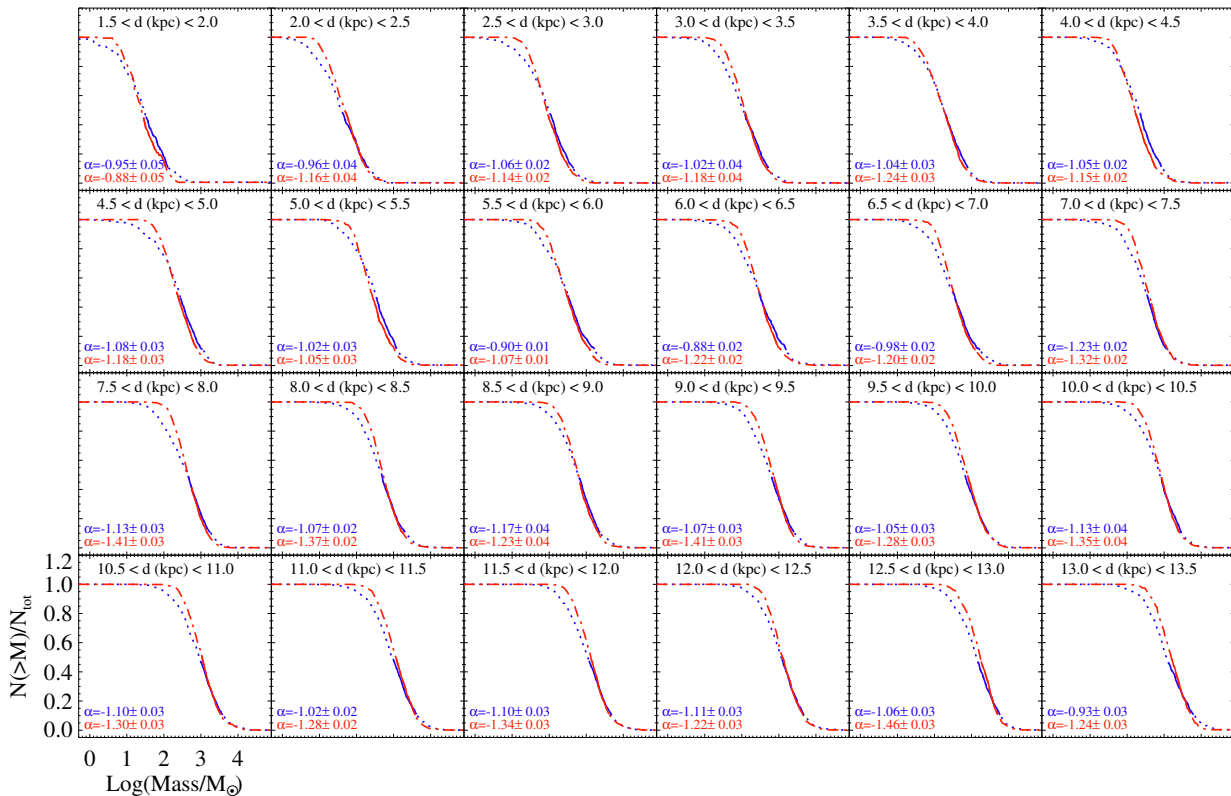 1.5 < d (kpc) < 2.0
α=-0.95± 0.05
α=-0.88± 0.05
2.0 < d (kpc) < 2.5
α=-0.96± 0.04
α=-1.16± 0.04
2.5 < d (kpc) < 3.0
α=-1.06± 0.02
α=-1.14± 0.02
3.0 < d (kpc) < 3.5
α=-1.02± 0.04
α=-1.18± 0.04
3.5 < d (kpc) < 4.0
α=-1.04± 0.03
α=-1.24± 0.03
4.0 < d (kpc) < 4.5
α=-1.05± 0.02
α=-1.15± 0.02
4.5 < d (kpc) < 5.0
α=-1.08± 0.03
α=-1.18± 0.03
5.0 < d (kpc) < 5.5
α=-1.02± 0.03
α=-1.05± 0.03
5.5 < d (kpc) < 6.0
α=-0.90± 0.01
α=-1.07± 0.01
6.0 < d (kpc) < 6.5
α=-0.88± 0.02
α=-1.22± 0.02
6.5 < d (kpc) < 7.0
α=-0.98± 0.02
α=-1.20± 0.02
7.0 < d (kpc) < 7.5
α=-1.23± 0.02
α=-1.32± 0.02
7.5 < d (kpc) < 8.0
α=-1.13± 0.03
α=-1.41± 0.03
8.0 < d (kpc) < 8.5
α=-1.07± 0.02
α=-1.37± 0.02
8.5 < d (kpc) < 9.0
α=-1.17± 0.04
α=-1.23± 0.04
9.0 < d (kpc) < 9.5
α=-1.07± 0.03
α=-1.41± 0.03
9.5 < d (kpc) < 10.0
α=-1.05± 0.03
α=-1.28± 0.03
10.0 < d (kpc) < 10.5
α=-1.13± 0.04
α=-1.35± 0.04
10.5 < d (kpc) < 11.0
α=-1.10± 0.03
α=-1.30± 0.03
11.0 < d (kpc) < 11.5
α=-1.02± 0.02
α=-1.28± 0.02
11.5 < d (kpc) < 12.0
α=-1.10± 0.03
α=-1.34± 0.03
12.0 < d (kpc) < 12.5
α=-1.11± 0.03
α=-1.22± 0.03
12.5 < d (kpc) < 13.0
α=-1.06± 0.03
α=-1.46± 0.03
13.0 < d (kpc) < 13.5
α=-0.93± 0.03
α=-1.24± 0.03
N(>M)/N_tot
1.2
1.0
0.8
0.6
0.4
0.2
0.0
0 1 2 3 4
Log(Mass/M⊙)